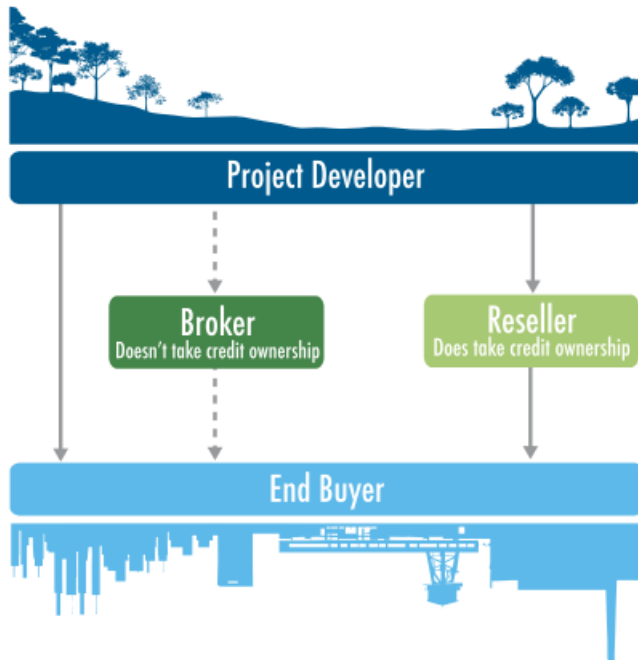 Project Developer
Broker
Doesn't take credit ownership
Reseller
Does take credit ownership
End Buyer